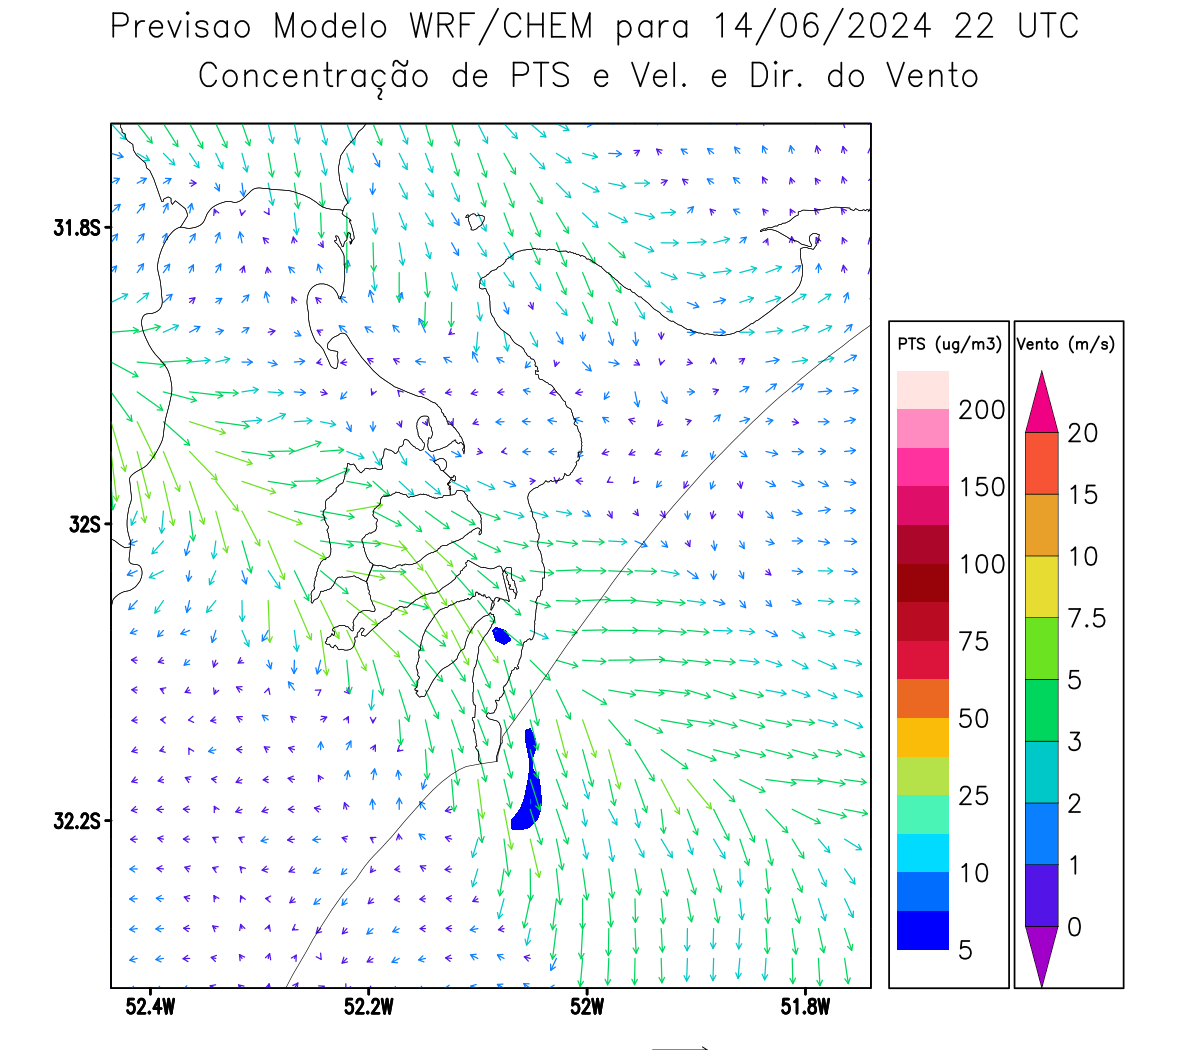 Previsao Modelo WRF/CHEM para 14/06/2024 22 UTC
Concentração de PTS e Vel. e Dir. do Vento
31.8S
32S
32.2S
52.4W
52.2W
52W
51.8W
PTS (ug/m3)
200
150
100
75
50
25
10
5
Vento (m/s)
20
15
10
7.5
5
3
2
1
0